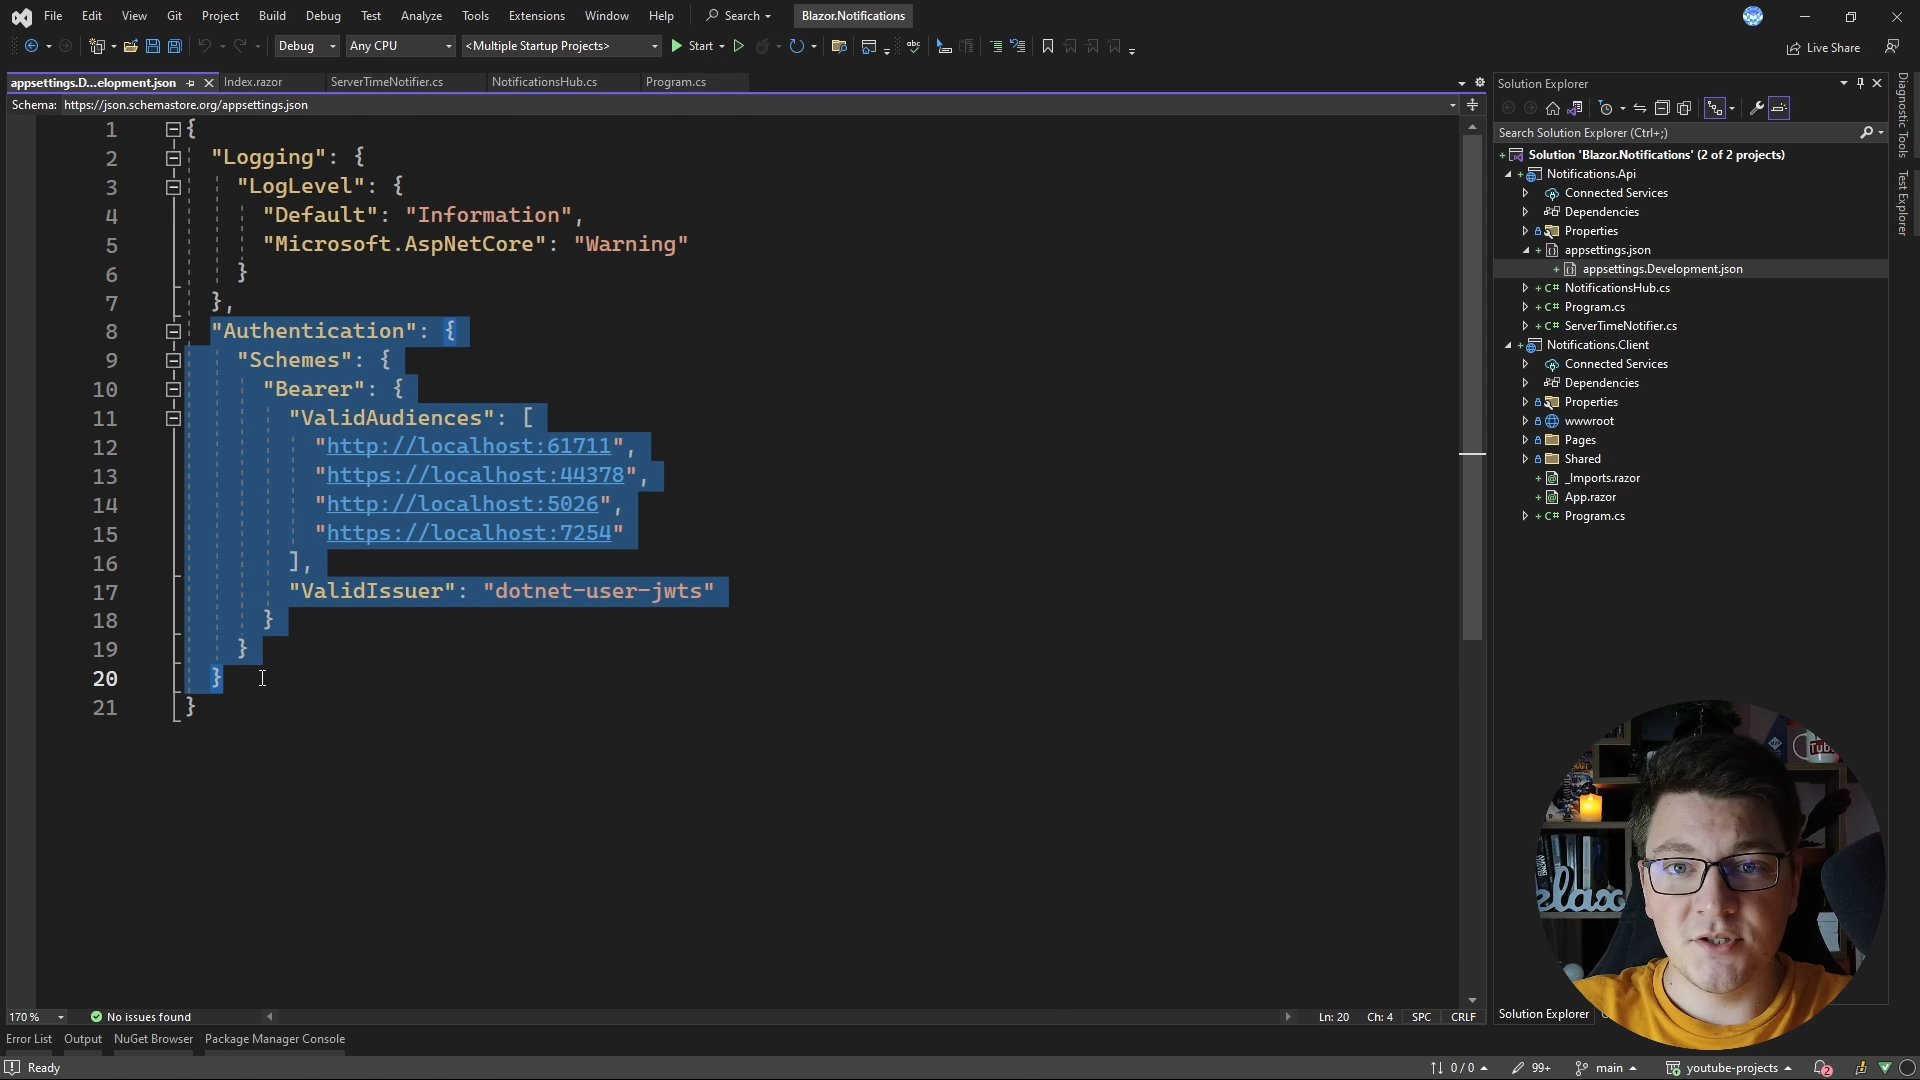 File Edit View Git Project Build Debug Test Analyze Tools Extensions Window Help Search Blazor.Notifications
Debug Any CPU <Multiple Startup Projects> Start Live Share
appsettings.D...elopment.json Index.razor ServerTimeNotifier.cs NotificationsHub.cs Program.cs
Schema: https://json.schemastore.org/appsettings.json
1 {
2 "Logging": {
3 "LogLevel": {
4 "Default": "Information",
5 "Microsoft.AspNetCore": "Warning"
6 }
7 },
8 "Authentication": {
9 "Schemes": {
10 "Bearer": {
11 "ValidAudiences": [
12 "http://localhost:61711",
13 "https://localhost:44378",
14 "http://localhost:5026",
15 "https://localhost:7254"
16 ],
17 "ValidIssuer": "dotnet-user-jwts"
18 }
19 }
20 }
21 }
170 % No issues found Ln: 20 Ch: 4 SPC CRLF
Error List Output NuGet Browser Package Manager Console
Ready 0 / 0 99+ main youtube-projects 2
Solution Explorer
Search Solution Explorer (Ctrl+;)
Solution 'Blazor.Notifications' (2 of 2 projects)
Notifications.Api
Connected Services
Dependencies
Properties
appsettings.json
appsettings.Development.json
NotificationsHub.cs
Program.cs
ServerTimeNotifier.cs
Notifications.Client
Connected Services
Dependencies
Properties
wwwroot
Pages
Shared
_Imports.razor
App.razor
Program.cs
Solution Explorer
Diagnostic Tools
Test Explorer
Tube
elax